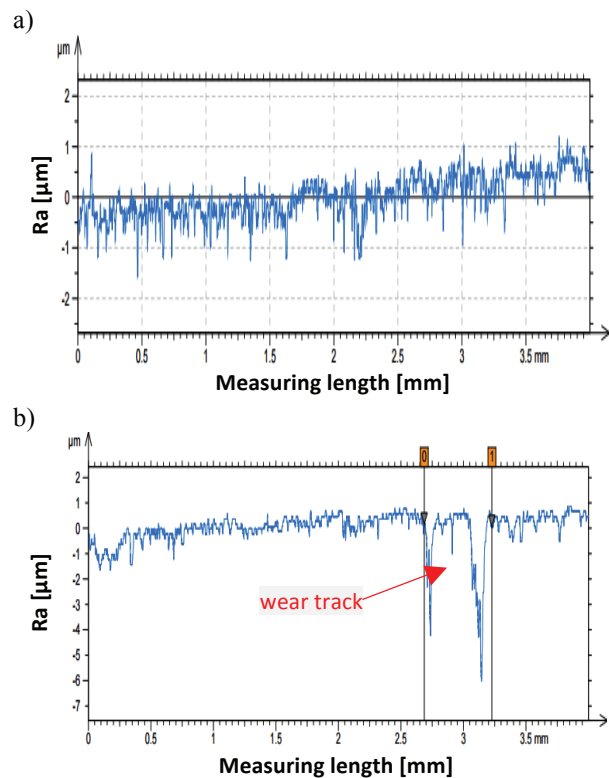 a)
µm
2
1
0
-1
-2
Ra [µm]
0 0.5 1 1.5 2 2.5 3 3.5 mm
Measuring length [mm]
b)
µm
0 1
2
1
0
-1
-2
-3
-4
-5
-6
-7
Ra [µm]
wear track
0 0.5 1 1.5 2 2.5 3 3.5 mm
Measuring length [mm]